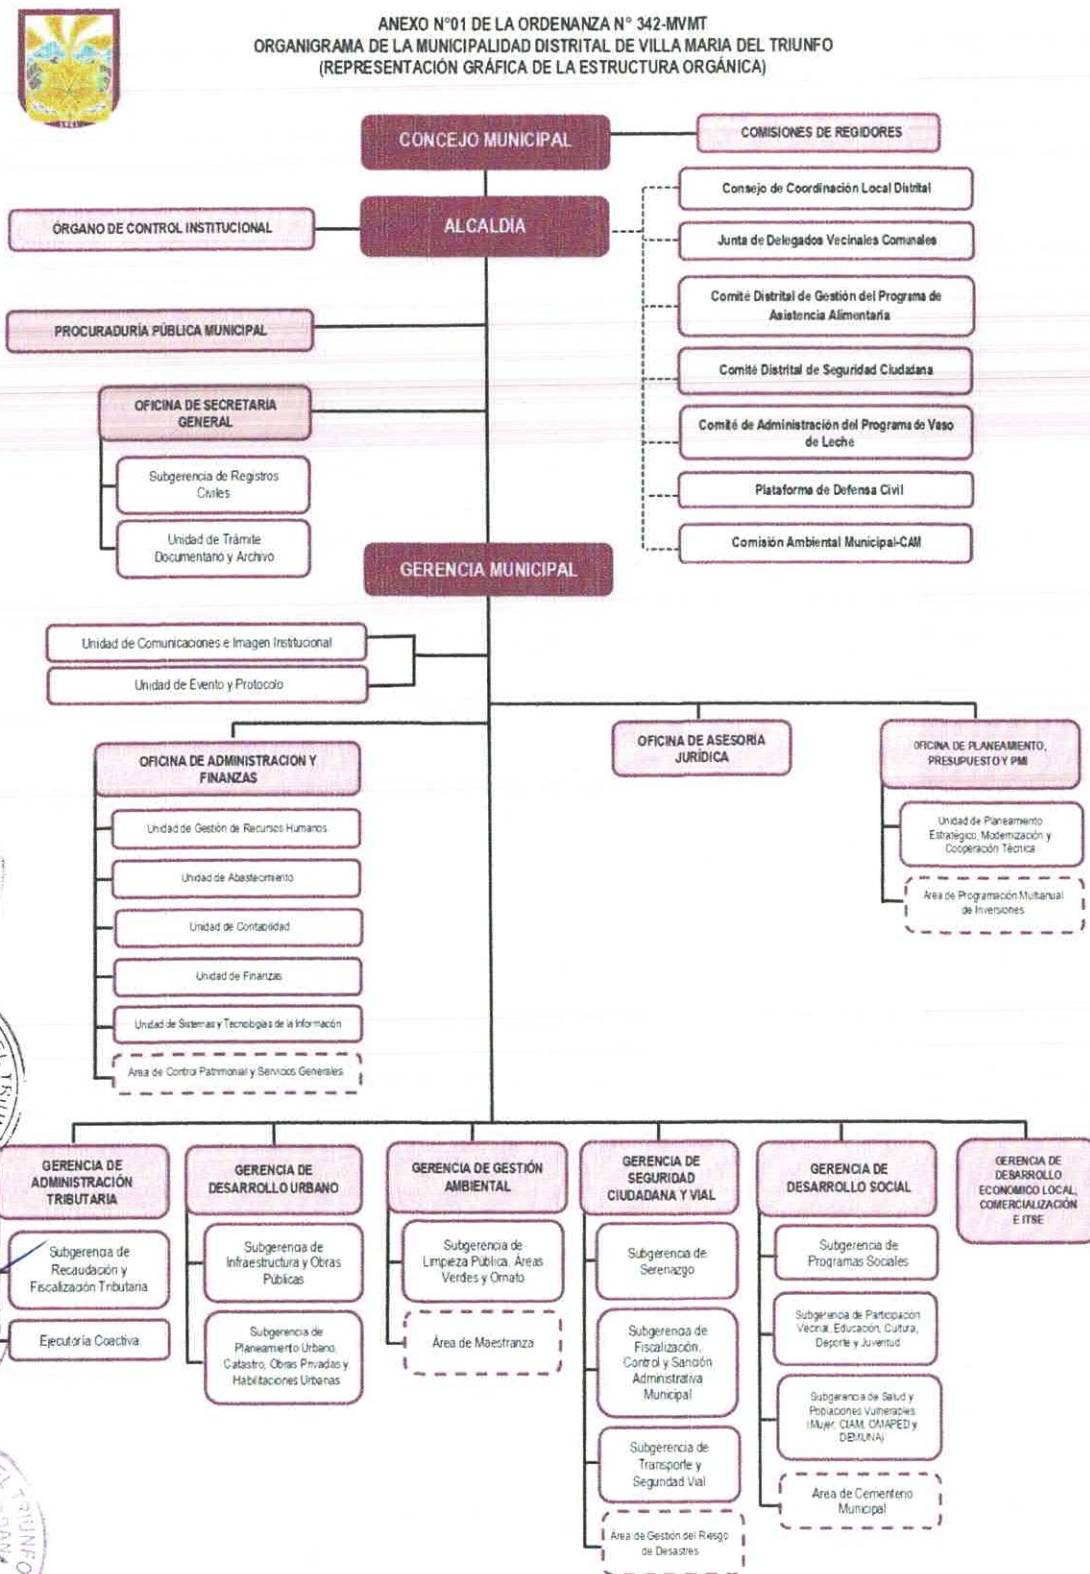 ANEXO N°01 DE LA ORDENANZA N° 342-MVMT
ORGANIGRAMA DE LA MUNICIPALIDAD DISTRITAL DE VILLA MARIA DEL TRIUNFO
(REPRESENTACIÓN GRÁFICA DE LA ESTRUCTURA ORGÁNICA)
1961
CONCEJO MUNICIPAL
COMISIONES DE REGIDORES
ALCALDÍA
ÓRGANO DE CONTROL INSTITUCIONAL
Consejo de Coordinación Local Distrital
Junta de Delegados Vecinales Comunales
Comité Distrital de Gestión del Programa de
Asistencia Alimentaria
Comité Distrital de Seguridad Ciudadana
Comité de Administración del Programa de Vaso
de Leche
Plataforma de Defensa Civil
Comisión Ambiental Municipal-CAM
PROCURADURÍA PÚBLICA MUNICIPAL
OFICINA DE SECRETARÍA
GENERAL
Subgerencia de Registros
Civiles
Unidad de Trámite
Documentario y Archivo
GERENCIA MUNICIPAL
Unidad de Comunicaciones e Imagen Institucional
Unidad de Evento y Protocolo
OFICINA DE ADMINISTRACION Y
FINANZAS
Unidad de Gestión de Recursos Humanos
Unidad de Abastecimiento
Unidad de Contabilidad
Unidad de Finanzas
Unidad de Sistemas y Tecnologías de la Información
Área de Control Patrimonial y Servicios Generales
OFICINA DE ASESORÍA
JURÍDICA
OFICINA DE PLANEAMIENTO,
PRESUPUESTO Y PMI
Unidad de Planeamiento
Estratégico, Modernización y
Cooperación Técnica
Área de Programación Multianual
de Inversiones
GERENCIA DE
ADMINISTRACIÓN
TRIBUTARIA
Subgerencia de
Recaudación y
Fiscalización Tributaria
Ejecutoría Coactiva
GERENCIA DE
DESARROLLO URBANO
Subgerencia de
Infraestructura y Obras
Públicas
Subgerencia de
Planeamiento Urbano,
Catastro, Obras Privadas y
Habilitaciones Urbanas
GERENCIA DE GESTIÓN
AMBIENTAL
Subgerencia de
Limpieza Pública, Áreas
Verdes y Ornato
Área de Maestranza
GERENCIA DE
SEGURIDAD
CIUDADANA Y VIAL
Subgerencia de
Serenazgo
Subgerencia de
Fiscalización,
Control y Sanción
Administrativa
Municipal
Subgerencia de
Transporte y
Seguridad Vial
Área de Gestión del Riesgo
de Desastres
GERENCIA DE
DESARROLLO SOCIAL
Subgerencia de
Programas Sociales
Subgerencia de Participación
Vecinal, Educación, Cultura,
Deporte y Juventud
Subgerencia de Salud y
Poblaciones Vulnerables
(Mujer, CIAM, OMAPED y
DEMUNA)
Área de Cementerio
Municipal
GERENCIA DE
DESARROLLO
ECONOMICO LOCAL,
COMERCIALIZACIÓN
E ITSE